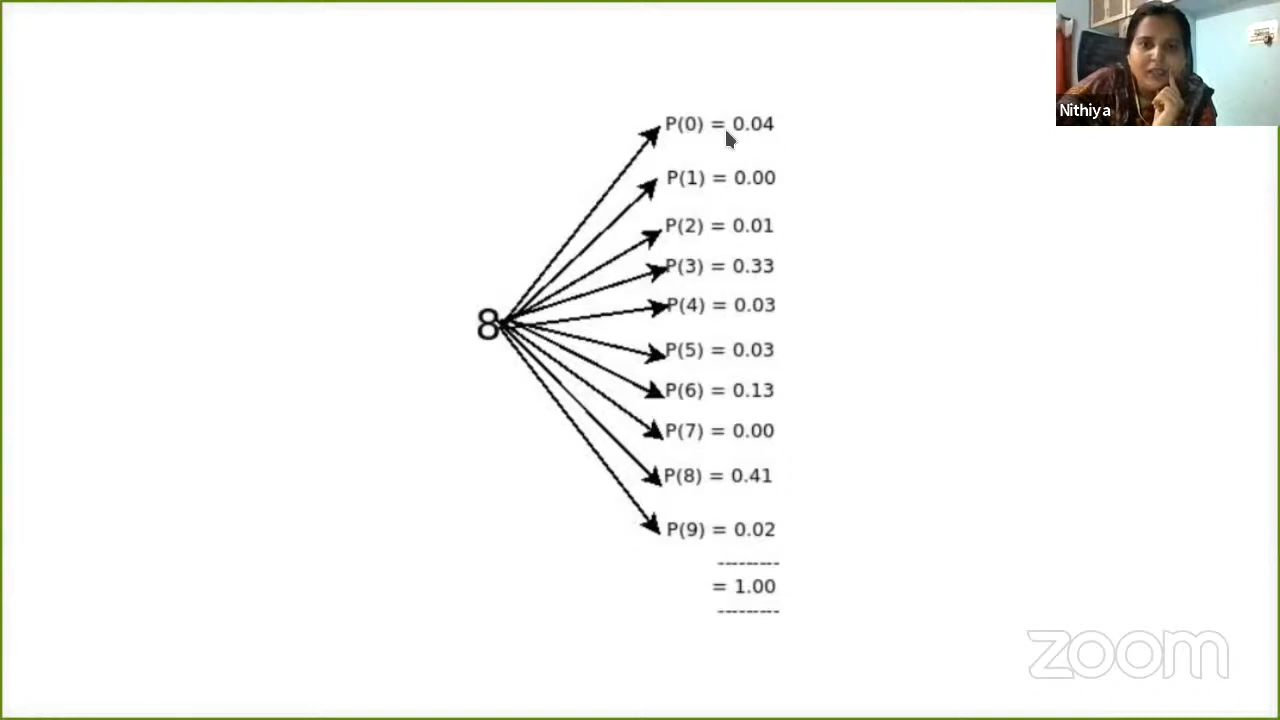 Nithiya
P(0) = 0.04
P(1) = 0.00
P(2) = 0.01
P(3) = 0.33
P(4) = 0.03
8
P(5) = 0.03
P(6) = 0.13
P(7) = 0.00
P(8) = 0.41
P(9) = 0.02
---------
= 1.00
---------
zoom